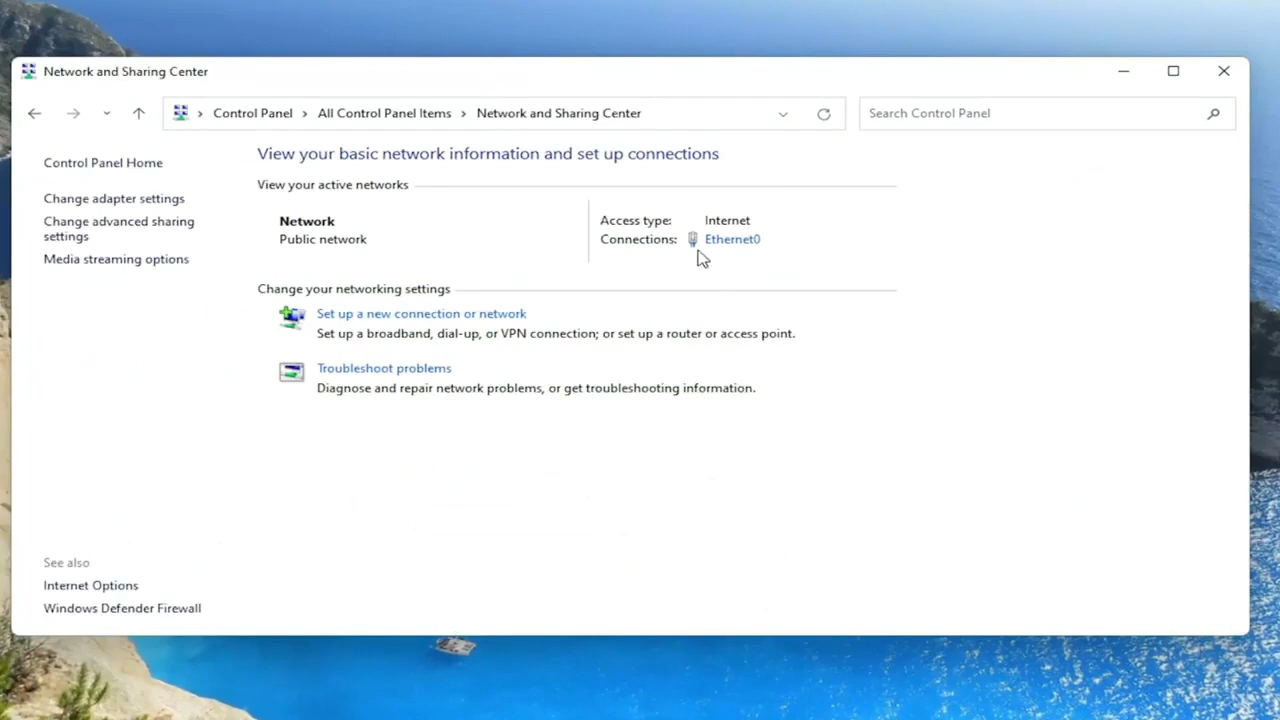 Network and Sharing Center
Control Panel > All Control Panel Items > Network and Sharing Center
Search Control Panel
Control Panel Home
Change adapter settings
Change advanced sharing
settings
Media streaming options
See also
Internet Options
Windows Defender Firewall
View your basic network information and set up connections
View your active networks
Network
Public network
Access type: Internet
Connections: Ethernet0
Change your networking settings
Set up a new connection or network
Set up a broadband, dial-up, or VPN connection; or set up a router or access point.
Troubleshoot problems
Diagnose and repair network problems, or get troubleshooting information.